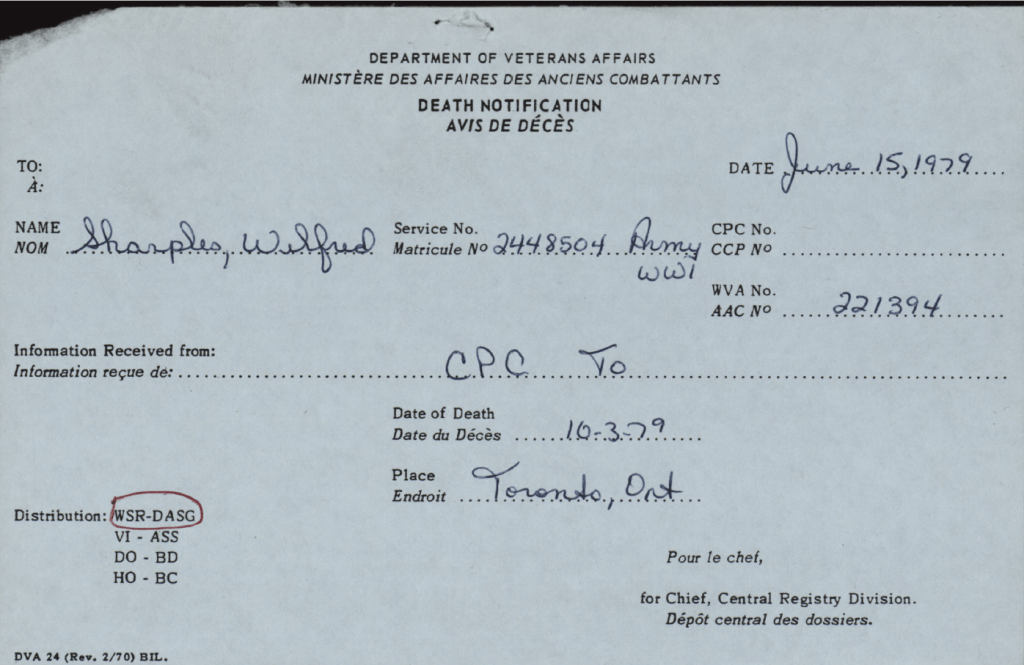 DEPARTMENT OF VETERANS AFFAIRS
MINISTÈRE DES AFFAIRES DES ANCIENS COMBATTANTS
DEATH NOTIFICATION
AVIS DE DÉCÈS
TO:
À:
DATE June 15, 1979
NAME
NOM Sharples, Wilfred
Service No.
Matricule Nº 2448504 Army
WW1
CPC No.
CCP Nº
WVA No.
AAC Nº 221394
Information Received from:
Information reçue de: CPC To
Date of Death
Date du Décès 10-3-79
Place
Endroit Toronto, Ont
Distribution: WSR-DASG
VI - ASS
DO - BD
HO - BC
Pour le chef,
for Chief, Central Registry Division.
Dépôt central des dossiers.
DVA 24 (Rev. 2/70) BIL.